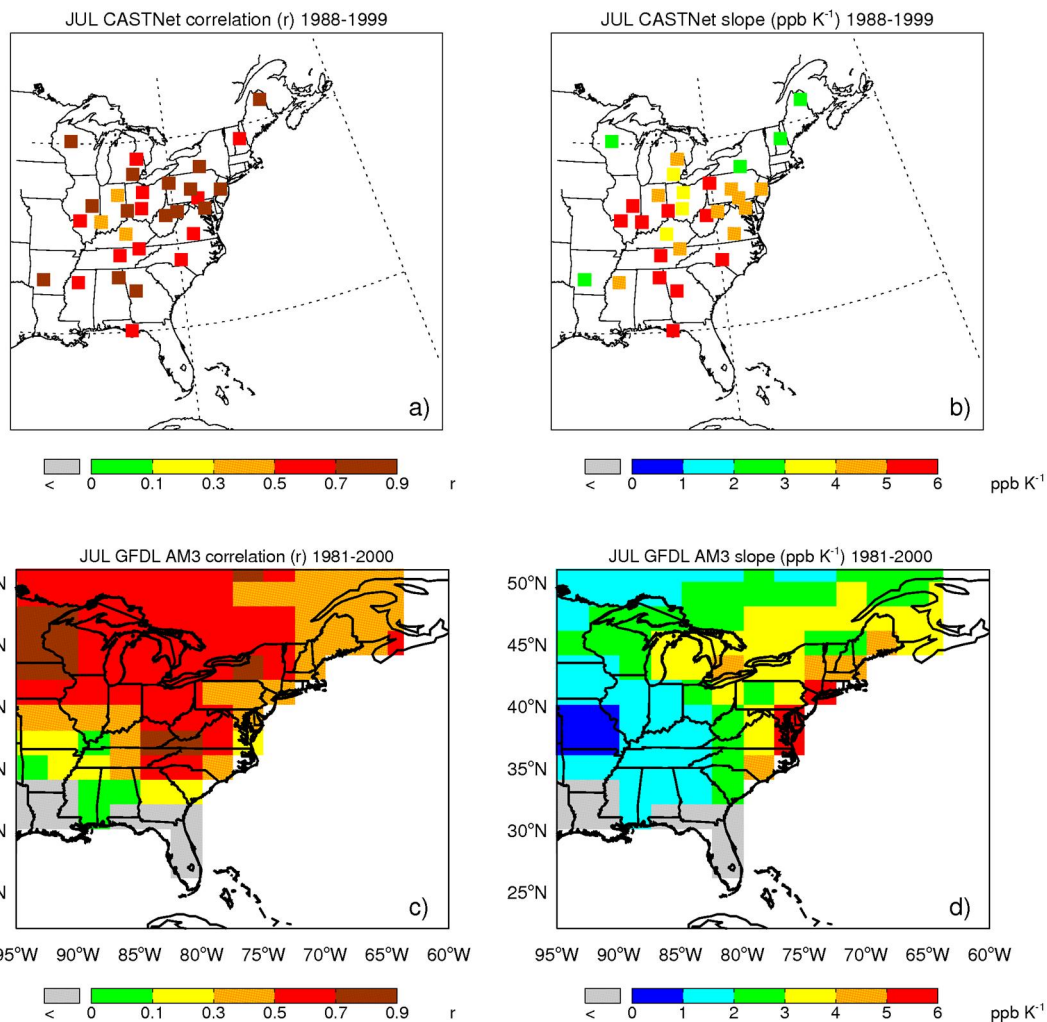 JUL CASTNet correlation (r) 1988-1999
a)
< 0 0.1 0.3 0.5 0.7 0.9 r
JUL CASTNet slope (ppb K⁻¹) 1988-1999
b)
< 0 1 2 3 4 5 6 ppb K⁻¹
JUL GFDL AM3 correlation (r) 1981-2000
N
N
N
N
N
N
c)
95°W 90°W 85°W 80°W 75°W 70°W 65°W 60°W
< 0 0.1 0.3 0.5 0.7 0.9 r
JUL GFDL AM3 slope (ppb K⁻¹) 1981-2000
50°N
45°N
40°N
35°N
30°N
25°N
d)
95°W 90°W 85°W 80°W 75°W 70°W 65°W 60°W
< 0 1 2 3 4 5 6 ppb K⁻¹